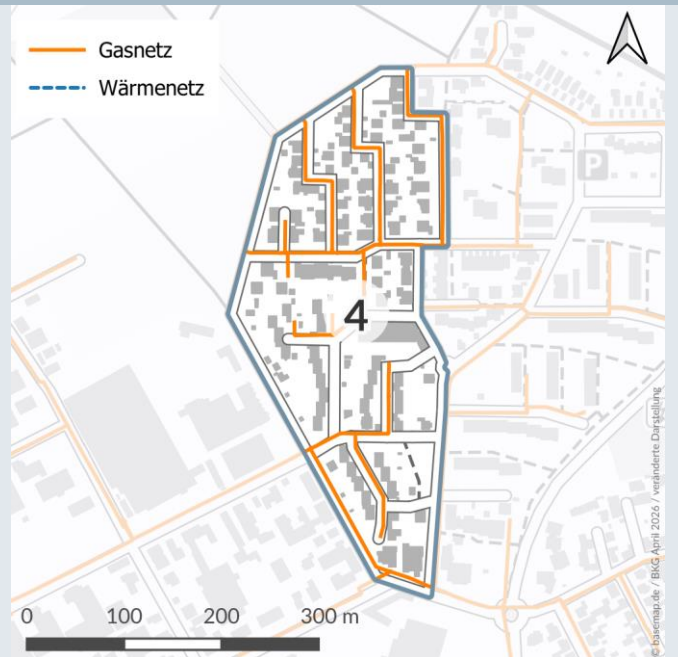 Gasnetz
Wärmenetz
P
4
0 100 200 300 m
© basemap.de / BKG April 2026 / veränderte Darstellung